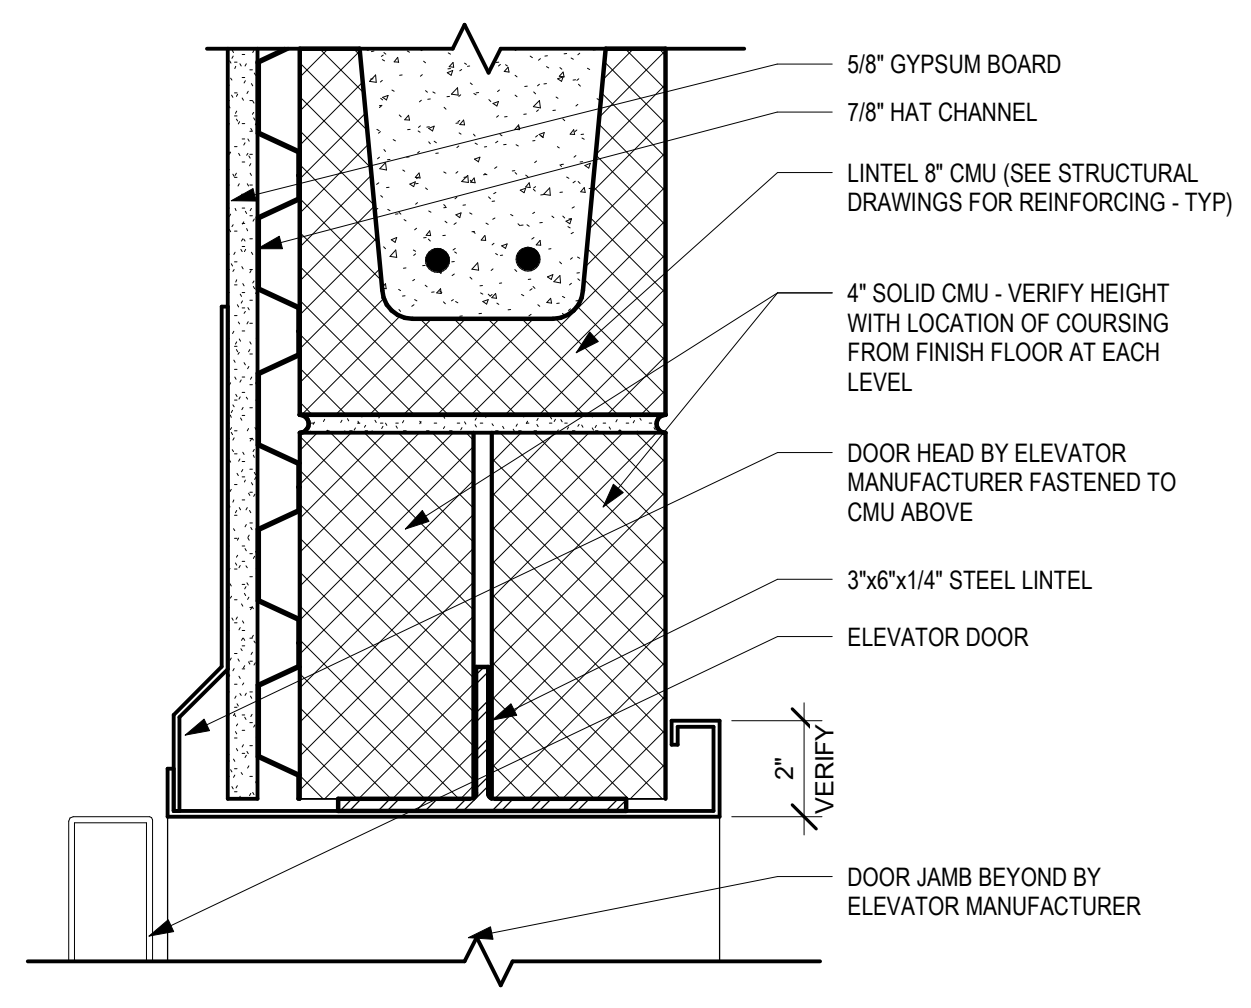 5/8" GYPSUM BOARD
7/8" HAT CHANNEL
LINTEL 8" CMU (SEE STRUCTURAL
DRAWINGS FOR REINFORCING - TYP)
4" SOLID CMU - VERIFY HEIGHT
WITH LOCATION OF COURSING
FROM FINISH FLOOR AT EACH
LEVEL
DOOR HEAD BY ELEVATOR
MANUFACTURER FASTENED TO
CMU ABOVE
3"x6"x1/4" STEEL LINTEL
ELEVATOR DOOR
2"
VERIFY
DOOR JAMB BEYOND BY
ELEVATOR MANUFACTURER